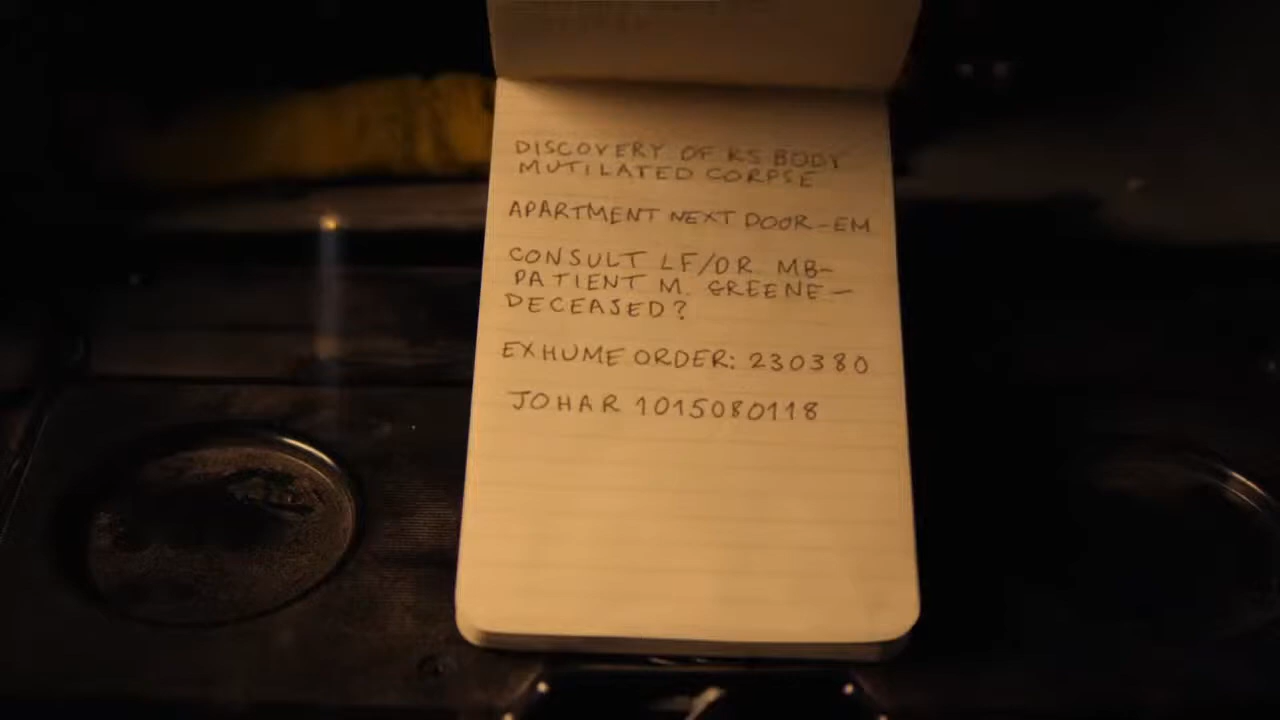 DISCOVERY OF RS BODY
MUTILATED CORPSE
APARTMENT NEXT DOOR-EM
CONSULT LF/DR MB-
PATIENT M. GREENE-
DECEASED?
EXHUME ORDER: 230380
JOHAR 1015080118